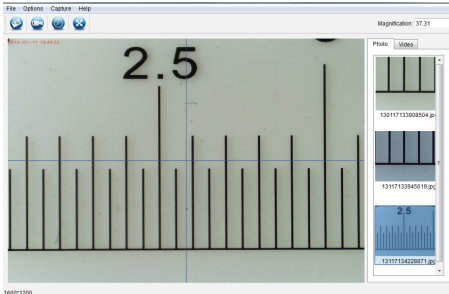 File Options Capture Help
Magnification: 37.31
Photo Video
2.5
130117133908504.jpg
13117133945619.jpg
2.5
13117134228871.jpg
1600*1200